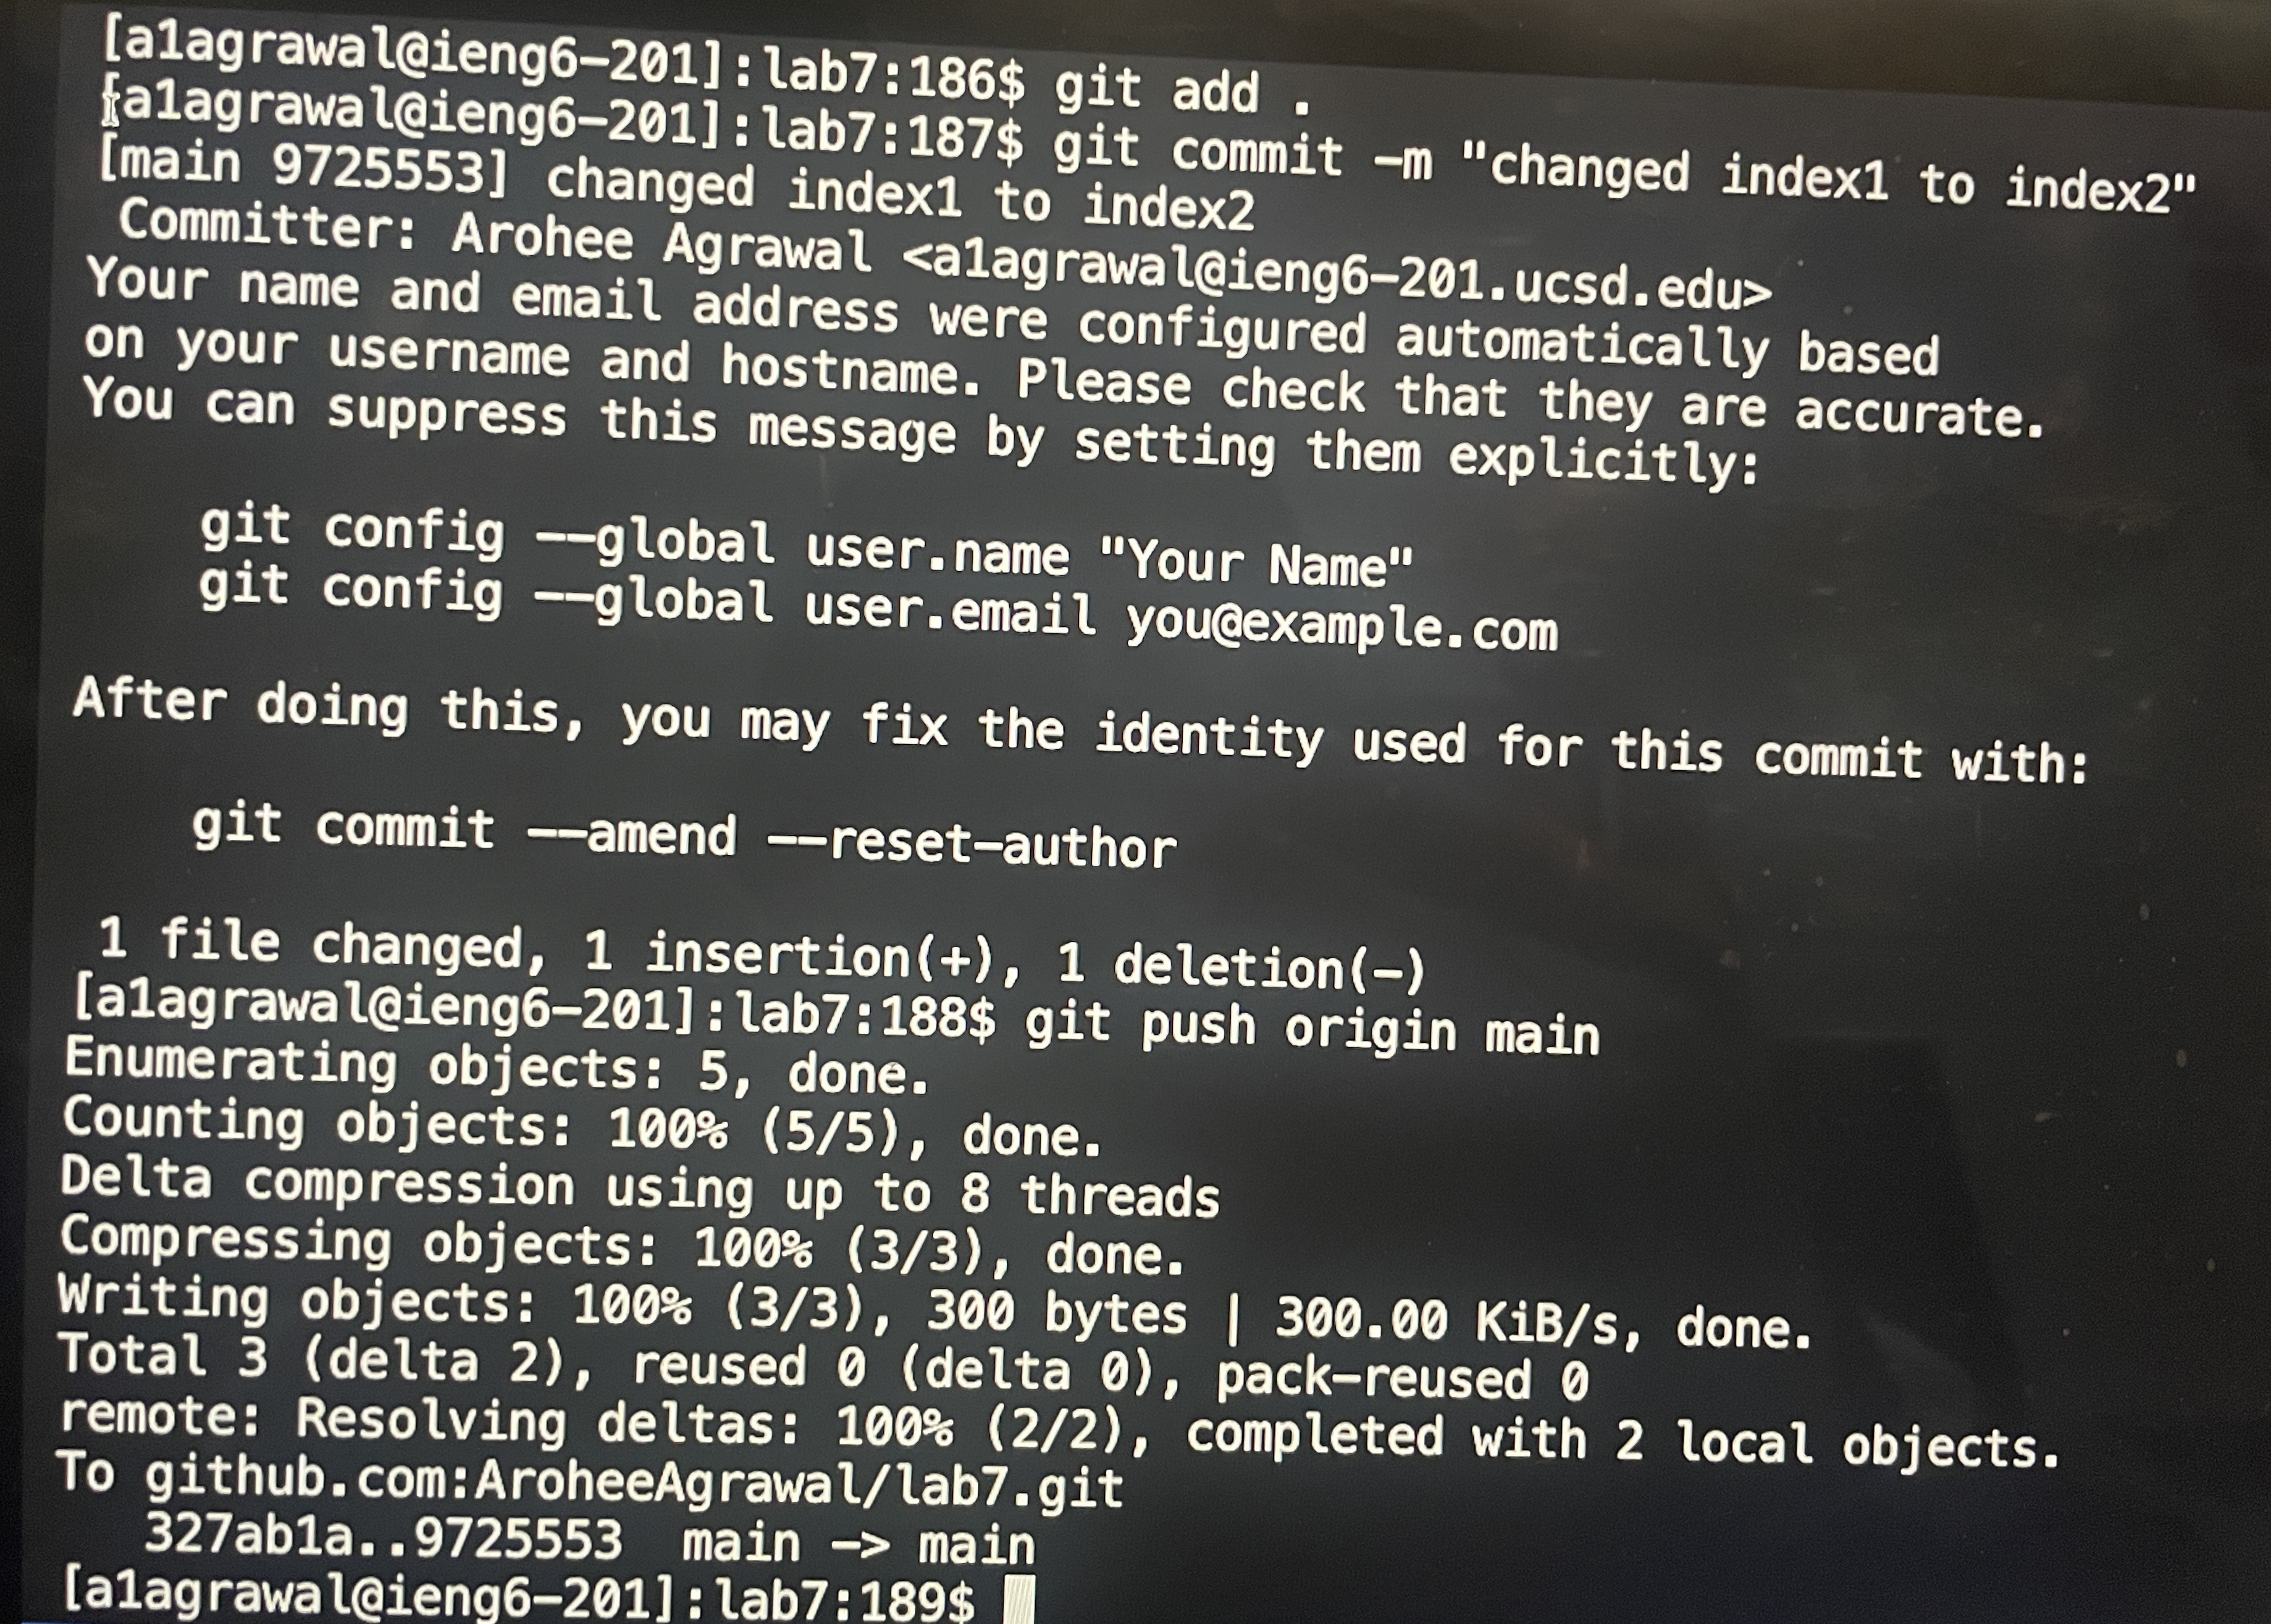 [a1agrawal@ieng6-201]:lab7:186$ git add .
[a1agrawal@ieng6-201]:lab7:187$ git commit -m "changed index1 to index2"
[main 9725553] changed index1 to index2
 Committer: Arohee Agrawal <a1agrawal@ieng6-201.ucsd.edu>
Your name and email address were configured automatically based
on your username and hostname. Please check that they are accurate.
You can suppress this message by setting them explicitly:

    git config --global user.name "Your Name"
    git config --global user.email you@example.com

After doing this, you may fix the identity used for this commit with:

    git commit --amend --reset-author

 1 file changed, 1 insertion(+), 1 deletion(-)
[a1agrawal@ieng6-201]:lab7:188$ git push origin main
Enumerating objects: 5, done.
Counting objects: 100% (5/5), done.
Delta compression using up to 8 threads
Compressing objects: 100% (3/3), done.
Writing objects: 100% (3/3), 300 bytes | 300.00 KiB/s, done.
Total 3 (delta 2), reused 0 (delta 0), pack-reused 0
remote: Resolving deltas: 100% (2/2), completed with 2 local objects.
To github.com:AroheeAgrawal/lab7.git
   327ab1a..9725553  main -> main
[a1agrawal@ieng6-201]:lab7:189$